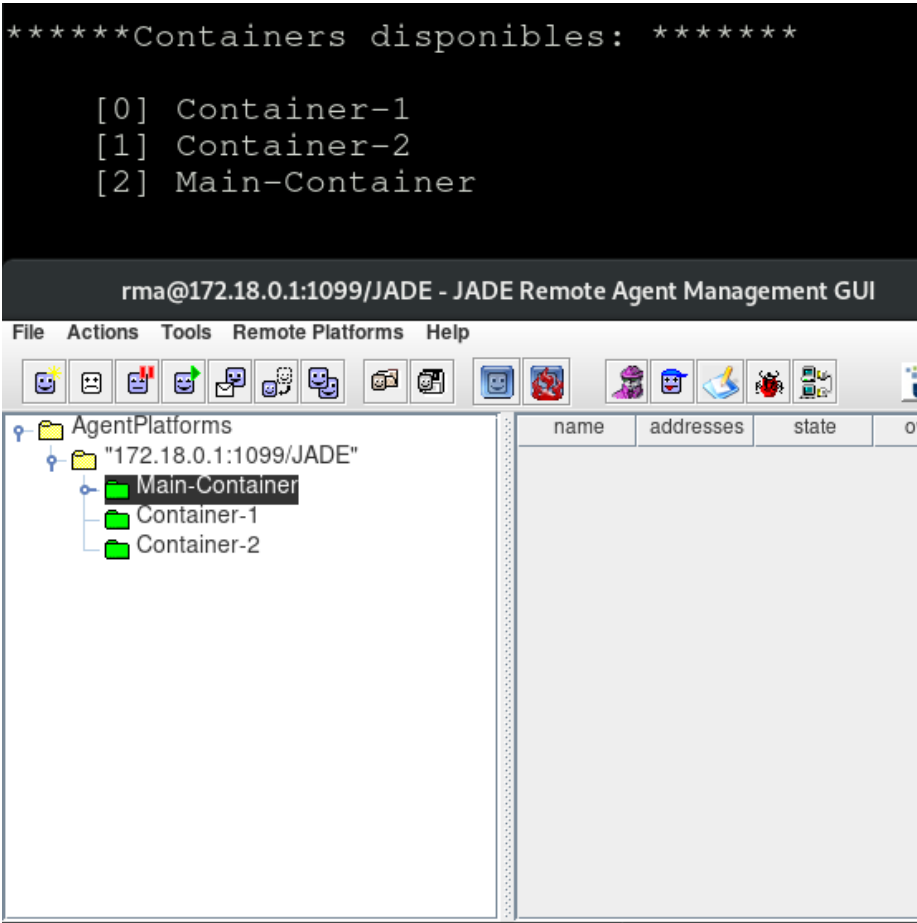 ******Containers disponibles: *******
[0] Container-1
[1] Container-2
[2] Main-Container
rma@172.18.0.1:1099/JADE - JADE Remote Agent Management GUI
File Actions Tools Remote Platforms Help
AgentPlatforms
"172.18.0.1:1099/JADE"
Main-Container
Container-1
Container-2
name addresses state